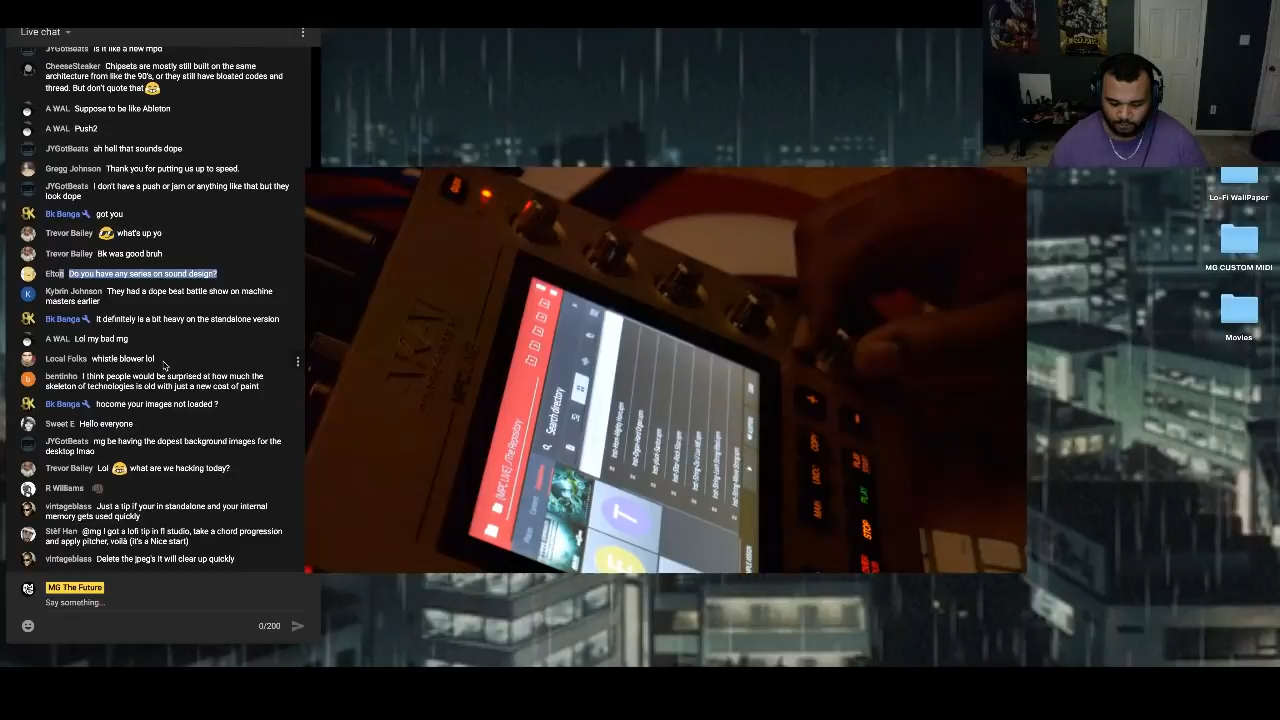 Live chat
JYGotBeats is it like a new mpd
CheeseSteaker Chipsets are mostly still built on the same
architecture from like the 90's, or they still have bloated codes and
thread. But don't quote that
A WAL Suppose to be like Ableton
A WAL Push2
JYGotBeats ah hell that sounds dope
Gregg Johnson Thank you for putting us up to speed.
JYGotBeats I don't have a push or jam or anything like that but they
look dope
Bk Banga got you
Trevor Bailey what's up yo
Trevor Bailey Bk was good bruh
Elton Do you have any series on sound design?
Kybrin Johnson They had a dope beat battle show on machine
masters earlier
Bk Banga it definitely is a bit heavy on the standalone version
A WAL Lol my bad mg
Local Folks whistle blower lol
bentinho I think people would be surprised at how much the
skeleton of technologies is old with just a new coat of paint
Bk Banga hocome your images not loaded ?
Sweet E Hello everyone
JYGotBeats mg be having the dopest background images for the
desktop lmao
Trevor Bailey Lol what are we hacking today?
R Williams
vintageblass Just a tip if your in standalone and your internal
memory gets used quickly
Stèf Han @mg I got a lofi tip in fl studio, take a chord progression
and apply pitcher, voilà (it's a Nice start)
vintageblass Delete the jpeg's it will clear up quickly
MG The Future
Say something...
0/200
Search directory
[MPC LIVE] /The Repository
MAIN
UNDO
COPY
STOP
PLAY
PLAY
START
OVER
DUB
+
-
T
Lo-Fi WallPaper
MG CUSTOM MIDI
Movies